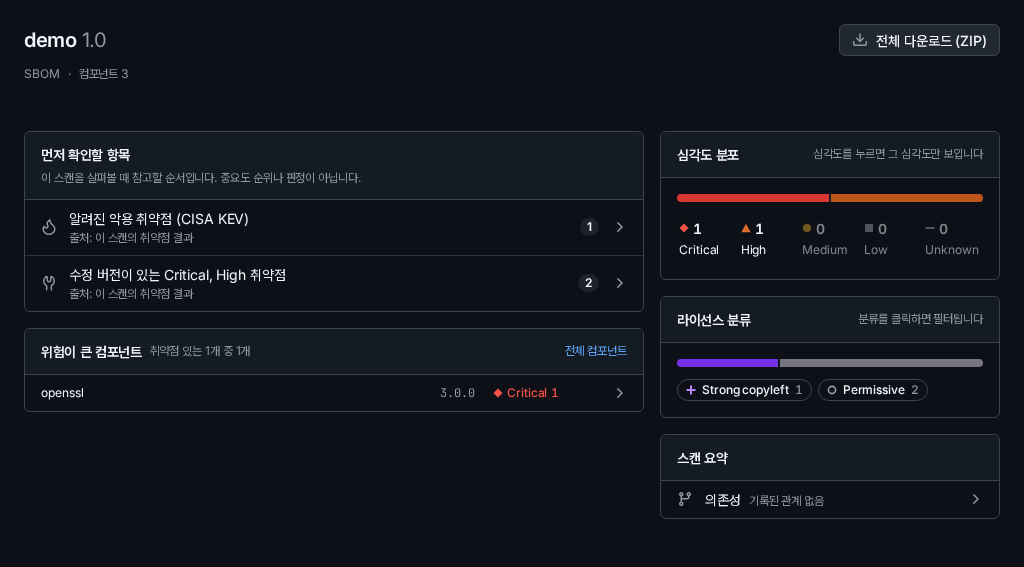 demo 1.0
전체 다운로드 (ZIP)
SBOM · 컴포넌트 3
먼저 확인할 항목
이 스캔을 살펴볼 때 참고할 순서입니다. 중요도 순위나 판정이 아닙니다.
알려진 악용 취약점 (CISA KEV)
출처: 이 스캔의 취약점 결과
1
수정 버전이 있는 Critical, High 취약점
출처: 이 스캔의 취약점 결과
2
위험이 큰 컴포넌트 취약점 있는 1개 중 1개
전체 컴포넌트
openssl 3.0.0 Critical 1
심각도 분포 심각도를 누르면 그 심각도만 보입니다
1 1 0 0 0
Critical High Medium Low Unknown
라이선스 분류 분류를 클릭하면 필터됩니다
Strong copyleft 1 Permissive 2
스캔 요약
의존성 기록된 관계 없음